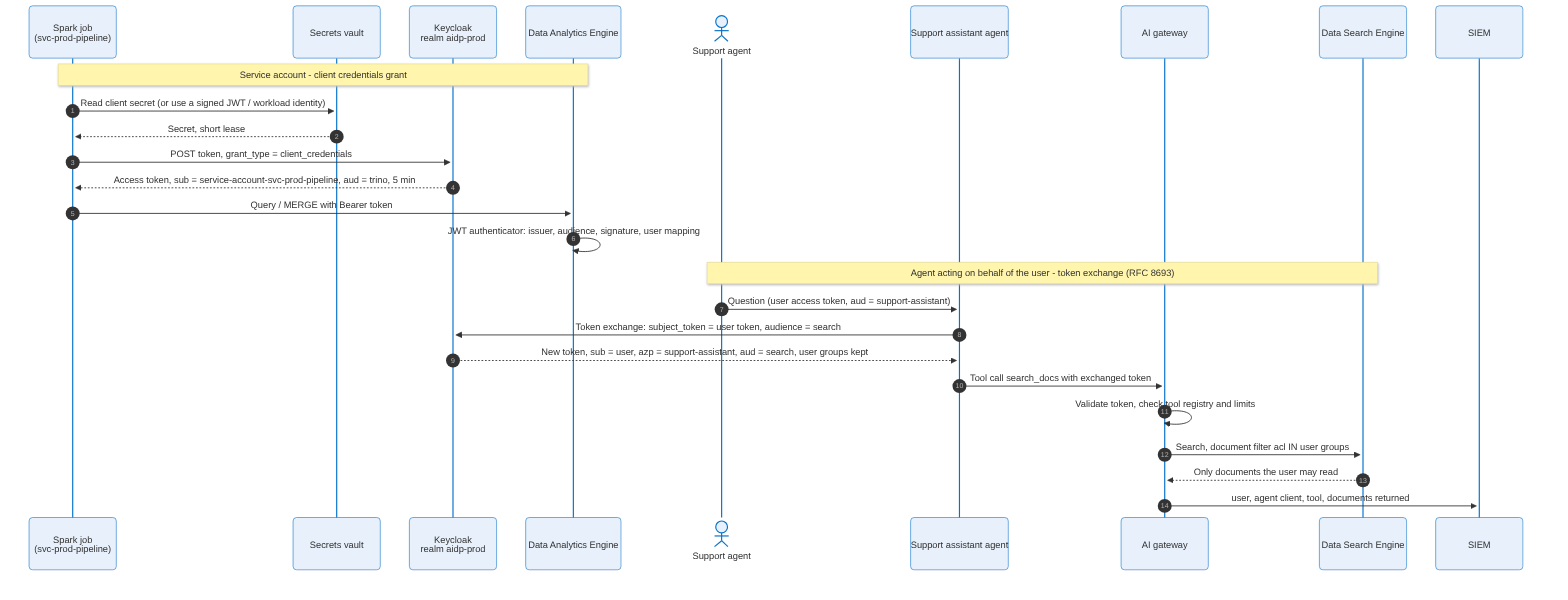 Spark job
(svc-prod-pipeline)
Secrets vault
Keycloak
realm aidp-prod
Data Analytics Engine
Support agent
Support assistant agent
AI gateway
Data Search Engine
SIEM
Service account - client credentials grant
1 Read client secret (or use a signed JWT / workload identity)
Secret, short lease 2
3 POST token, grant_type = client_credentials
Access token, sub = service-account-svc-prod-pipeline, aud = trino, 5 min 4
5 Query / MERGE with Bearer token
JWT authenticator: issuer, audience, signature, user mapping
6
Agent acting on behalf of the user - token exchange (RFC 8693)
7 Question (user access token, aud = support-assistant)
Token exchange: subject_token = user token, audience = search 8
9 New token, sub = user, azp = support-assistant, aud = search, user groups kept
10 Tool call search_docs with exchanged token
Validate token, check tool registry and limits
11
12 Search, document filter acl IN user groups
Only documents the user may read 13
14 user, agent client, tool, documents returned
Spark job
(svc-prod-pipeline)
Secrets vault
Keycloak
realm aidp-prod
Data Analytics Engine
Support agent
Support assistant agent
AI gateway
Data Search Engine
SIEM